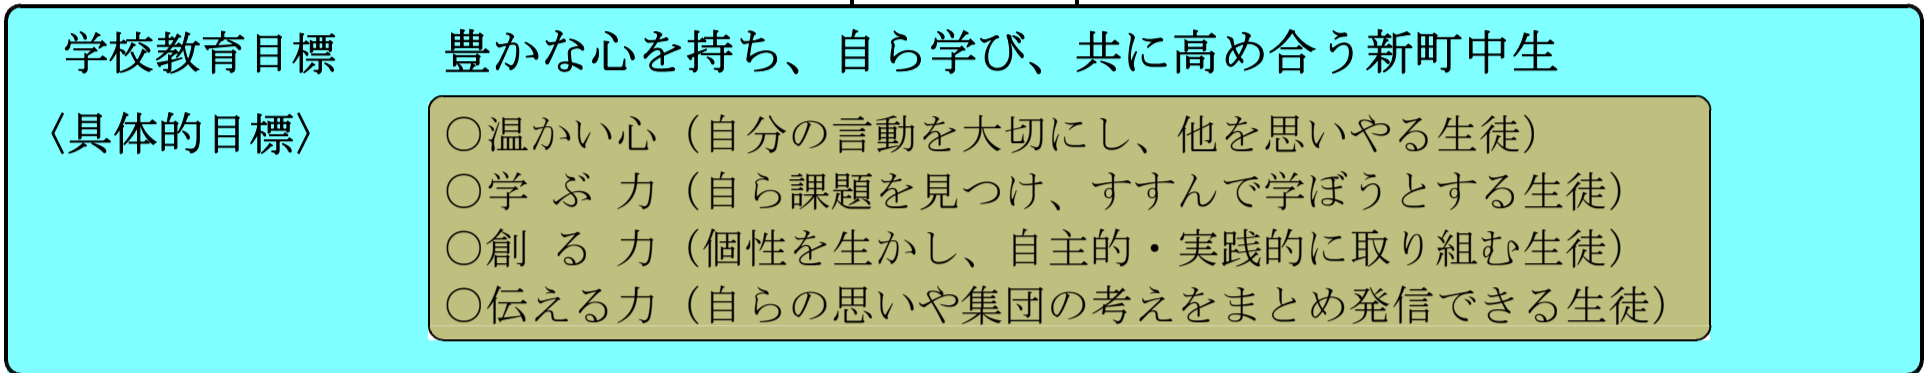 学校教育目標　豊かな心を持ち、自ら学び、共に高め合う新町中生
〈具体的目標〉
○温かい心（自分の言動を大切にし、他を思いやる生徒）
○学 ぶ 力（自ら課題を見つけ、すすんで学ぼうとする生徒）
○創 る 力（個性を生かし、自主的・実践的に取り組む生徒）
○伝える力（自らの思いや集団の考えをまとめ発信できる生徒）